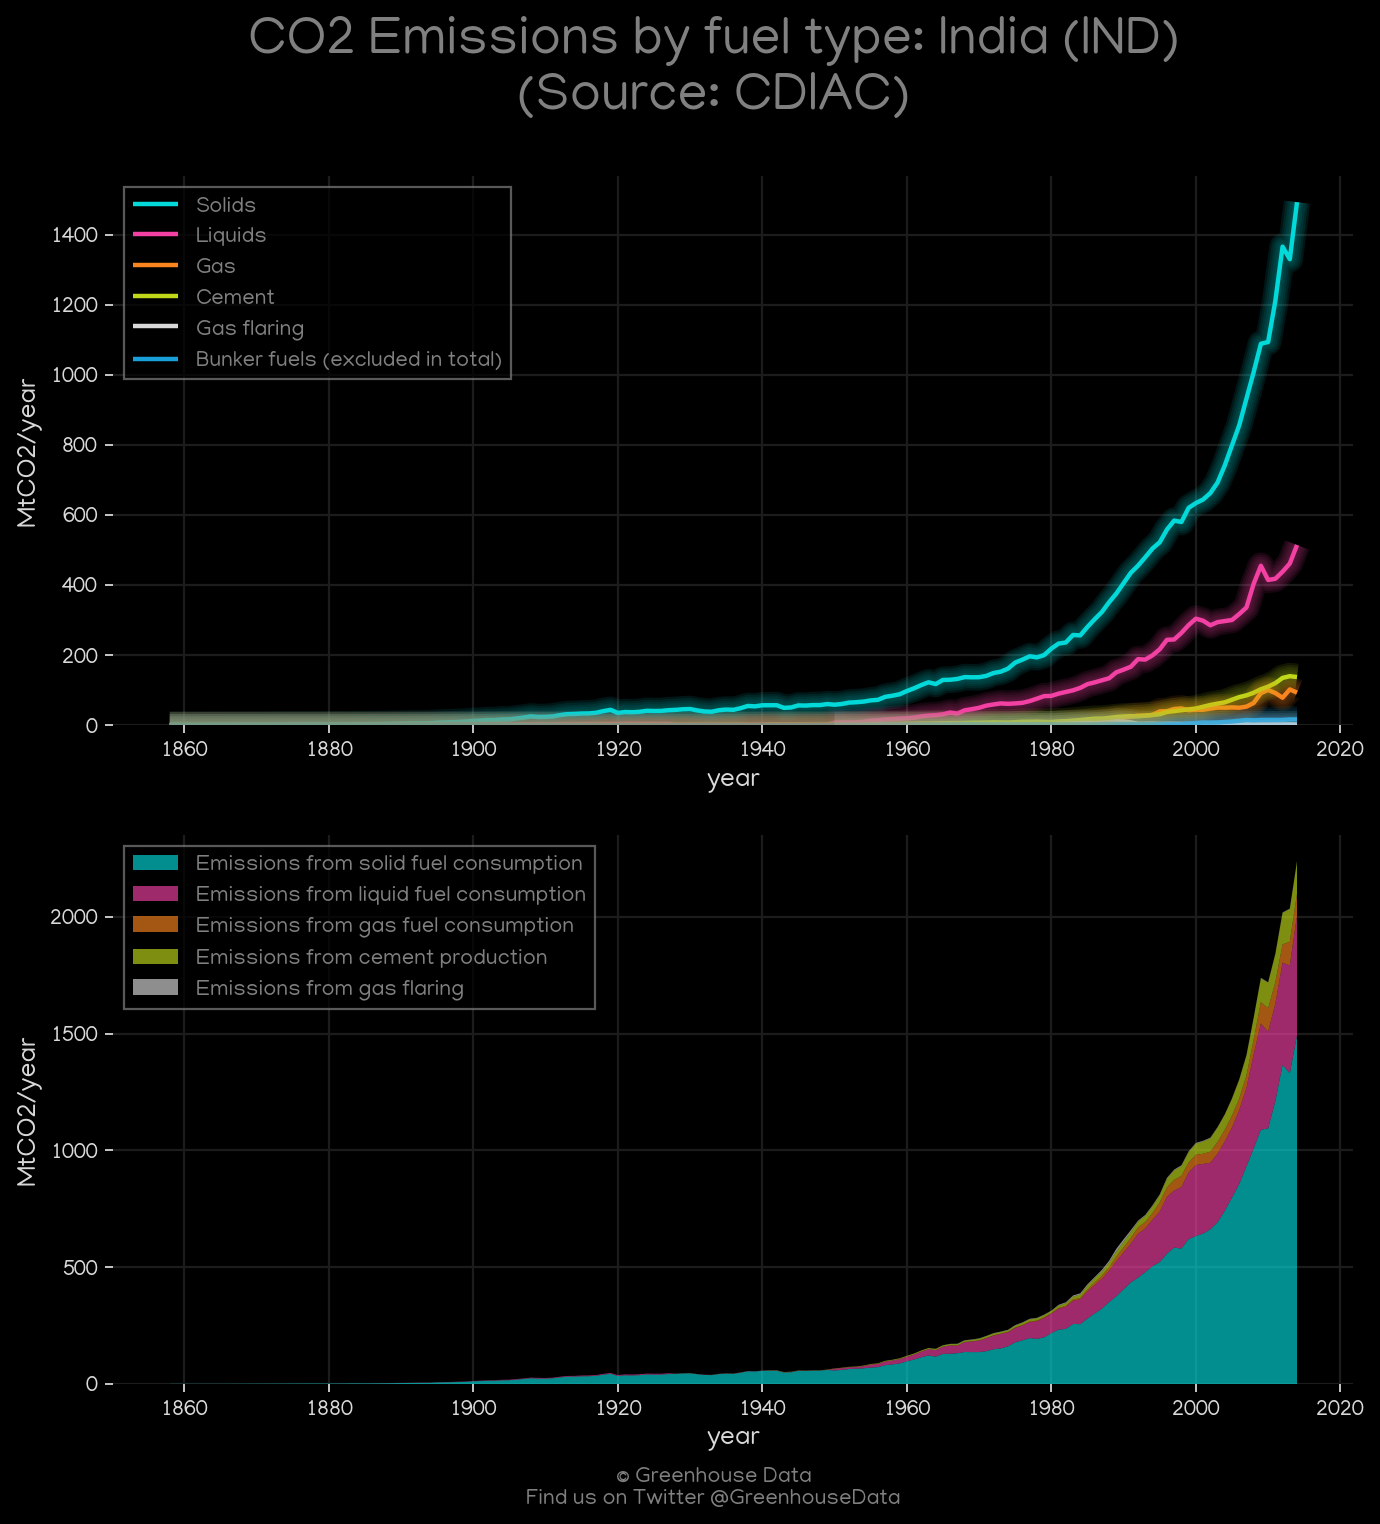 CO2 Emissions by fuel type: India (IND)
(Source: CDIAC)
Solids
Liquids
Gas
Cement
Gas flaring
Bunker fuels (excluded in total)
MtCO2/year
1400
1200
1000
800
600
400
200
0
1860 1880 1900 1920 1940 1960 1980 2000 2020
year
Emissions from solid fuel consumption
Emissions from liquid fuel consumption
Emissions from gas fuel consumption
Emissions from cement production
Emissions from gas flaring
MtCO2/year
2000
1500
1000
500
0
1860 1880 1900 1920 1940 1960 1980 2000 2020
year
© Greenhouse Data
Find us on Twitter @GreenhouseData